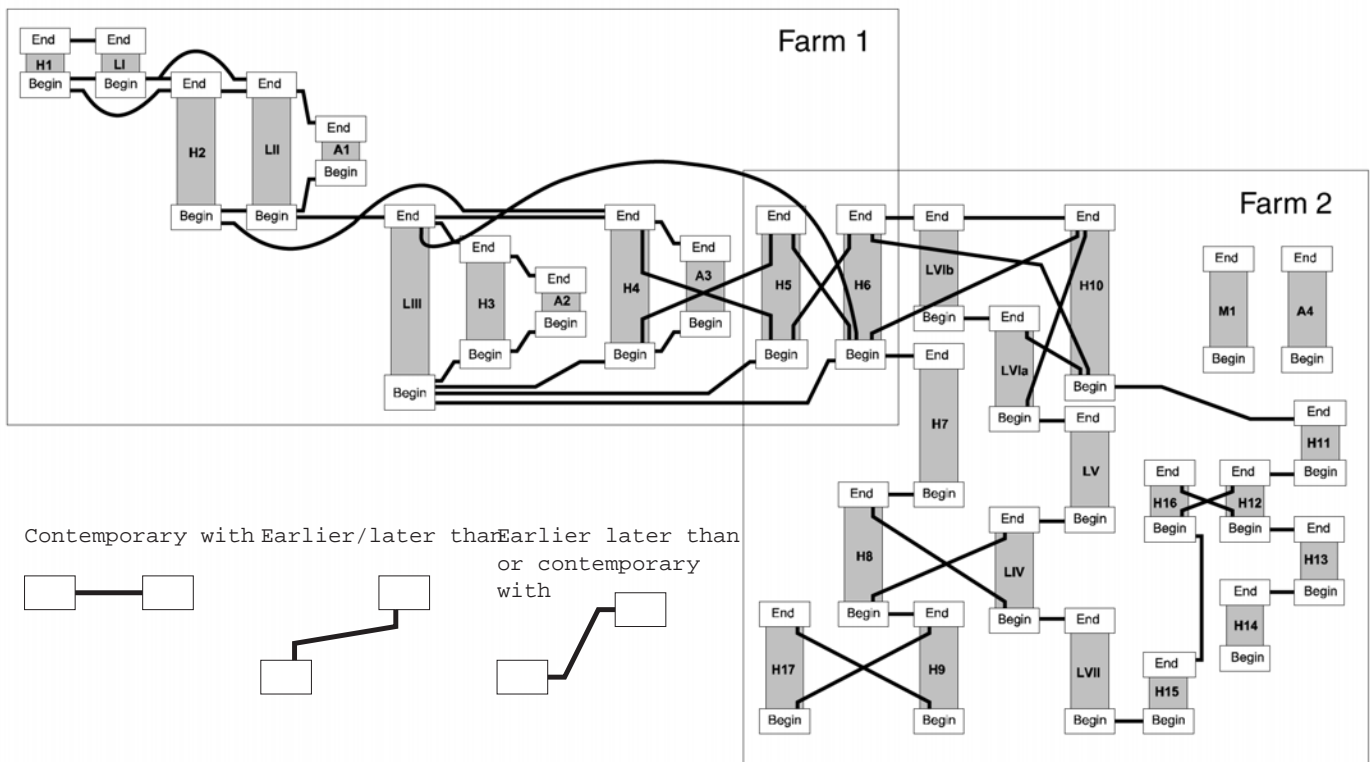 Farm 1
End End
H1 LI
Begin Begin End End
End
H2 LII A1
Begin
Begin Begin
Farm 2
End End End End End End
End End End End
LVIb A3
LIII H3 A2 H4 H5 H6 H10 M1 A4
Begin Begin Begin End
Begin Begin Begin Begin End Begin Begin
LVIa
Begin Begin
End
Begin End
H7 H11
LV
End End Begin
End Begin H16 H12
End Begin Begin Begin End
H8 LIV H13
End Begin
End Begin End Begin End
H14
H17 H9 LVII End Begin
H15
Begin Begin Begin Begin
Contemporary with Earlier/later than Earlier later than
or contemporary
with